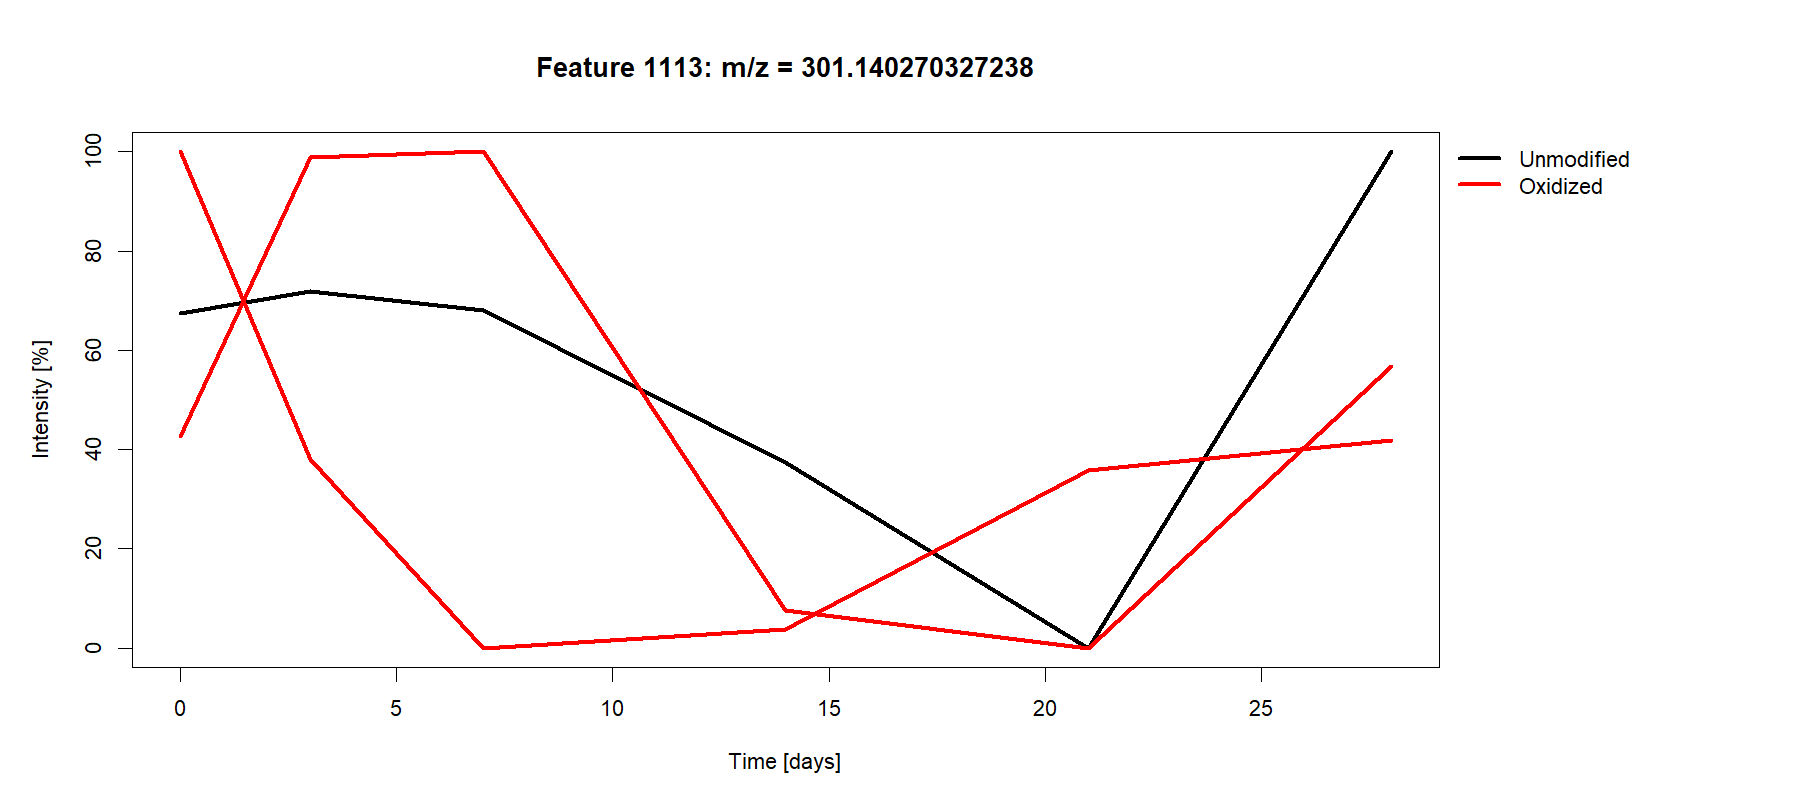 Feature 1113: m/z = 301.140270327238
Unmodified
Oxidized
Intensity [%]
100
80
60
40
20
0
0 5 10 15 20 25
Time [days]